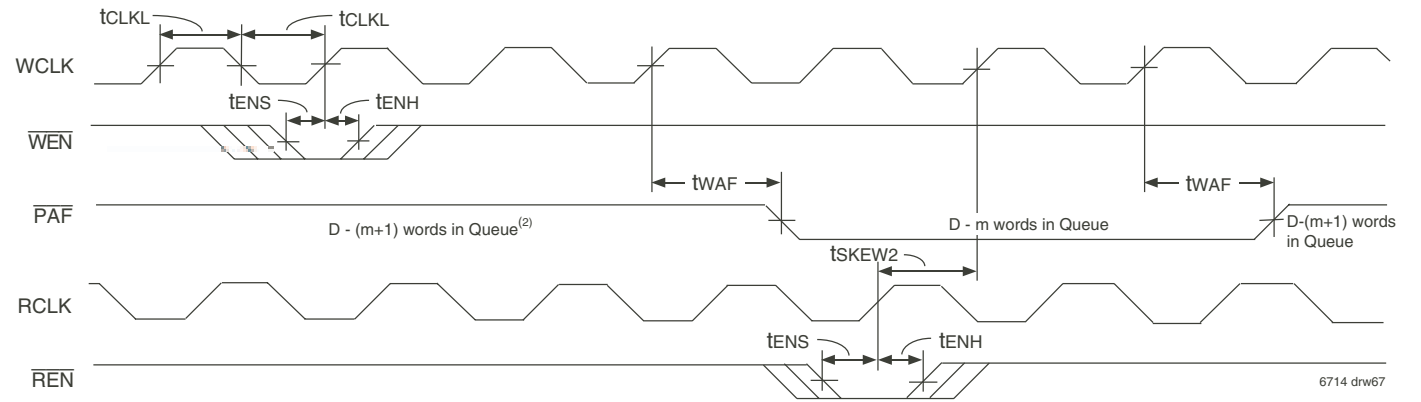 tCLKL
tCLKL
WCLK
tENS
tENH
WEN
tWAF
tWAF
PAF
D - (m+1) words in Queue(2)
D - m words in Queue
D-(m+1) words
in Queue
tSKEW2
RCLK
tENS
tENH
REN
6714 drw67